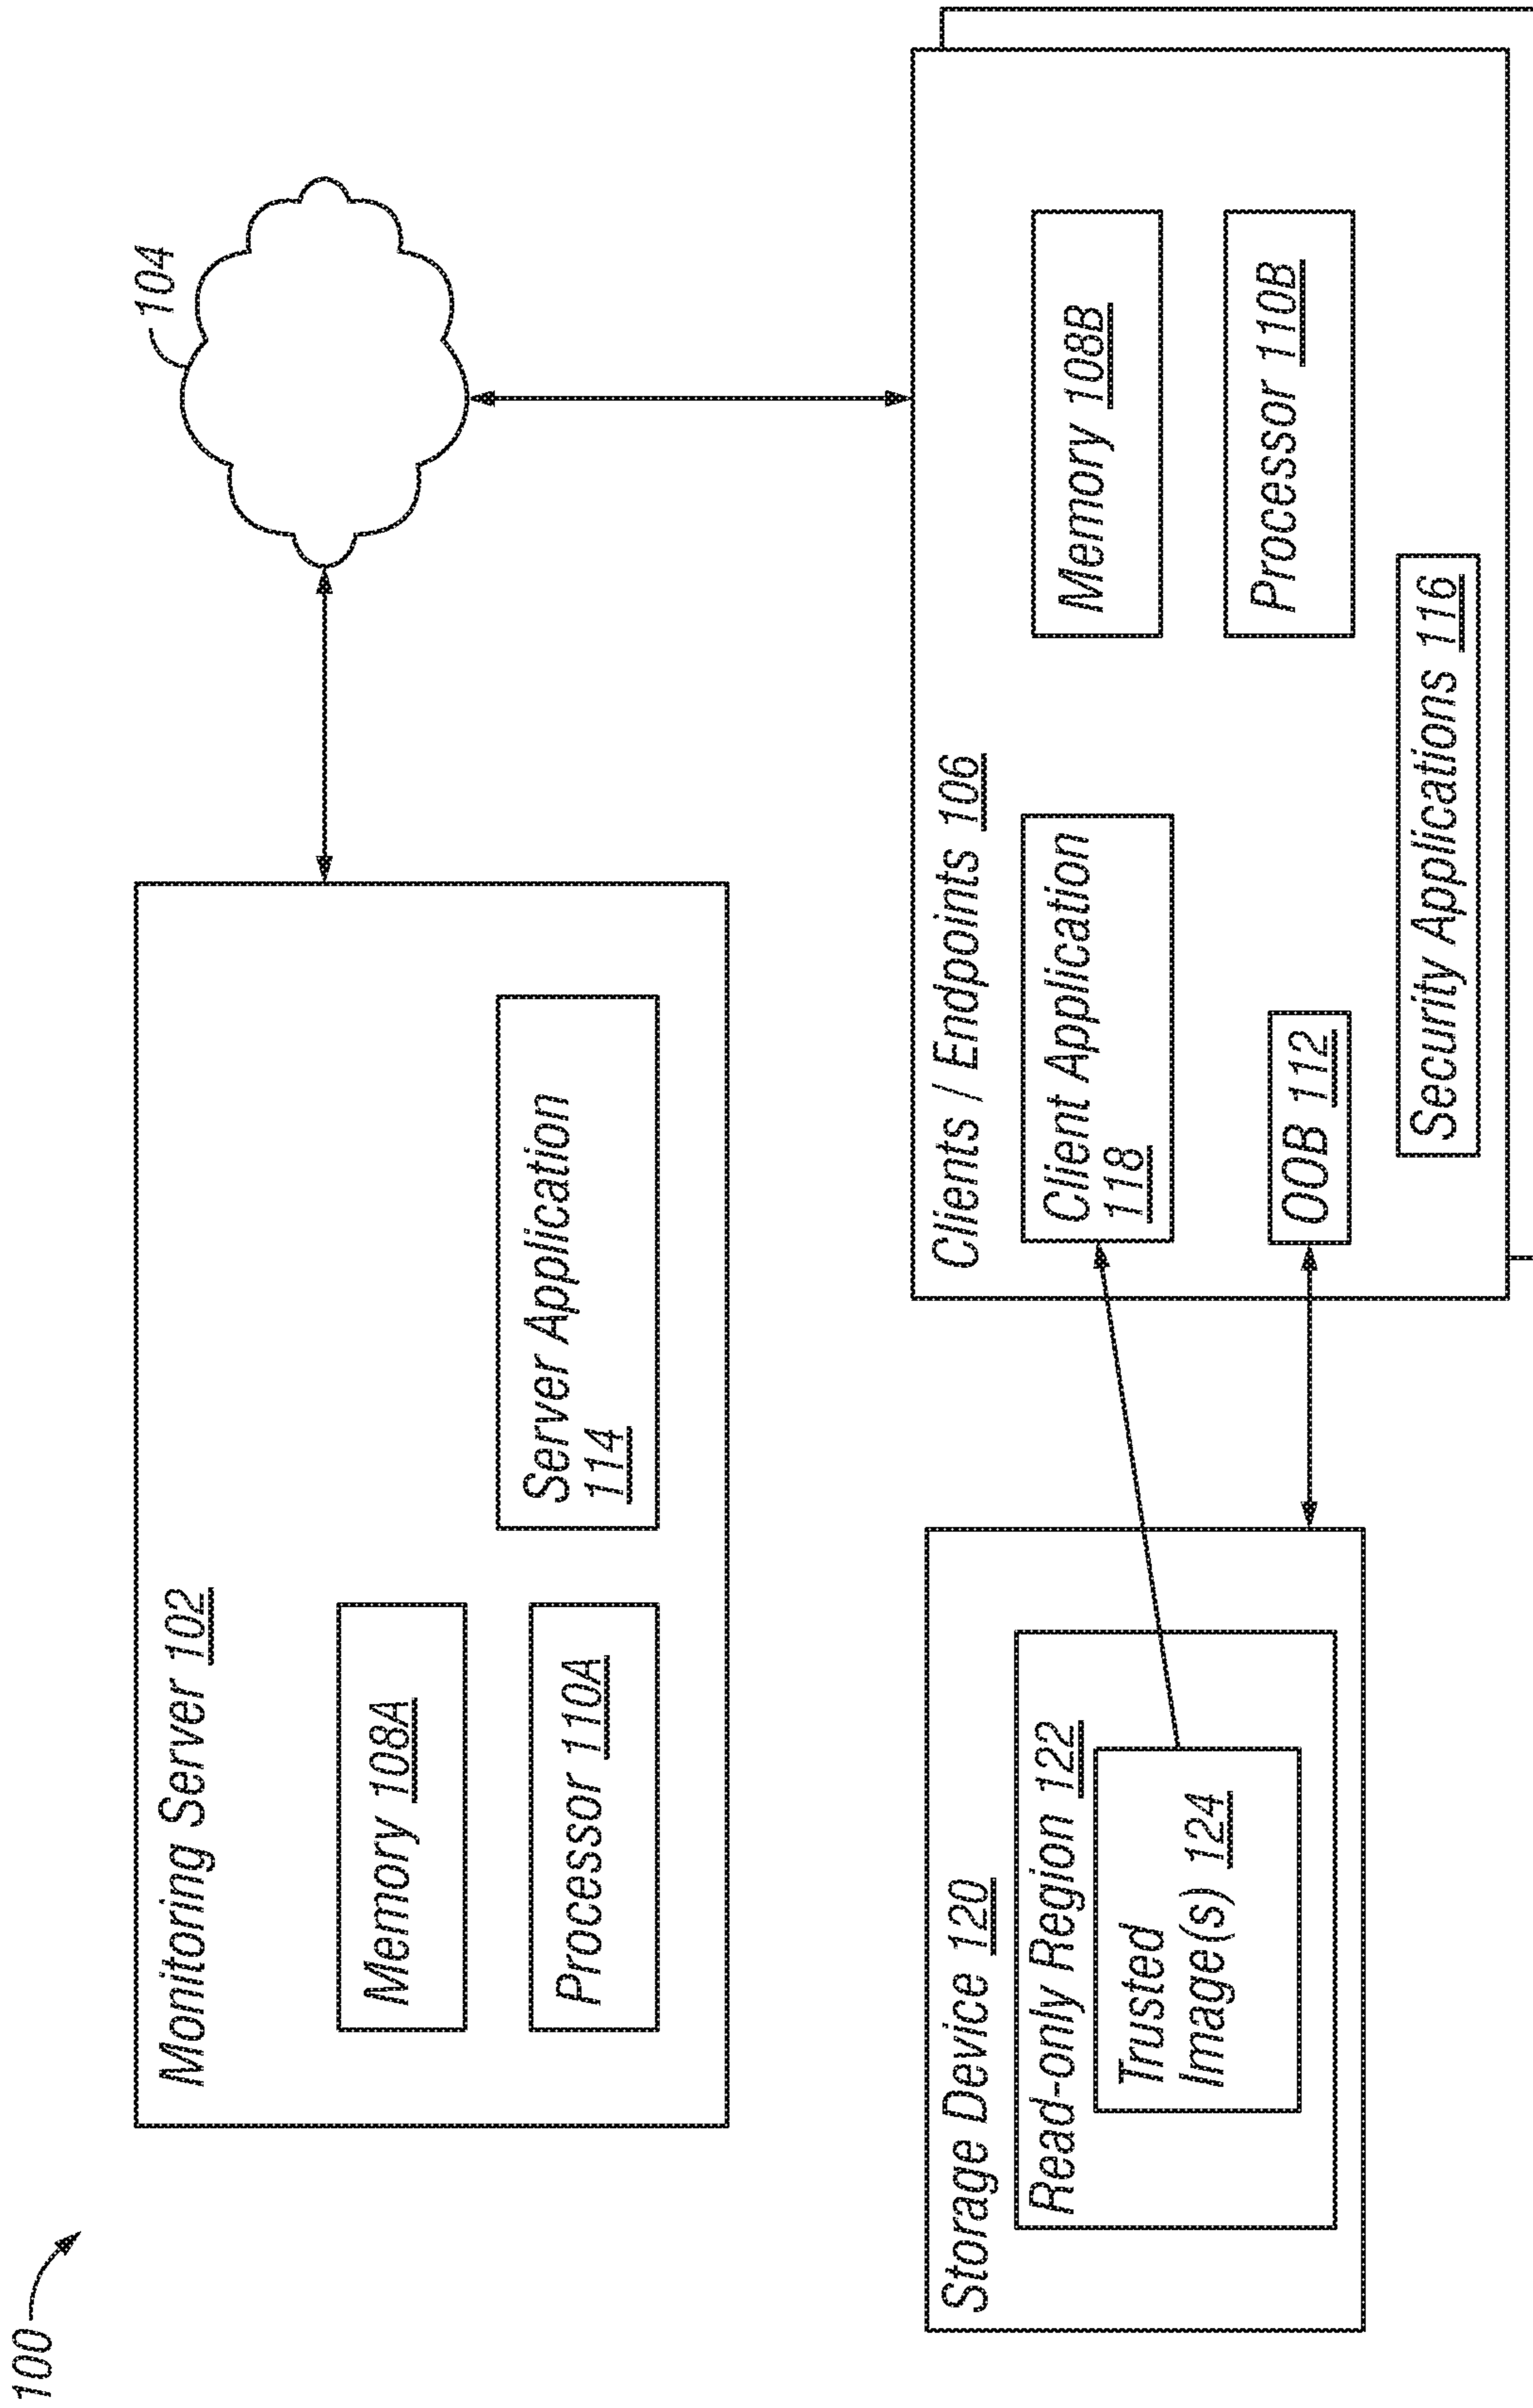 100
Monitoring Server 102
Memory 108A
Processor 110A
Server Application
114
104
Storage Device 120
Read-only Region 122
Trusted
Image(s) 124
Clients / Endpoints 106
Client Application
118
Memory 108B
OOB 112
Processor 110B
Security Applications 116